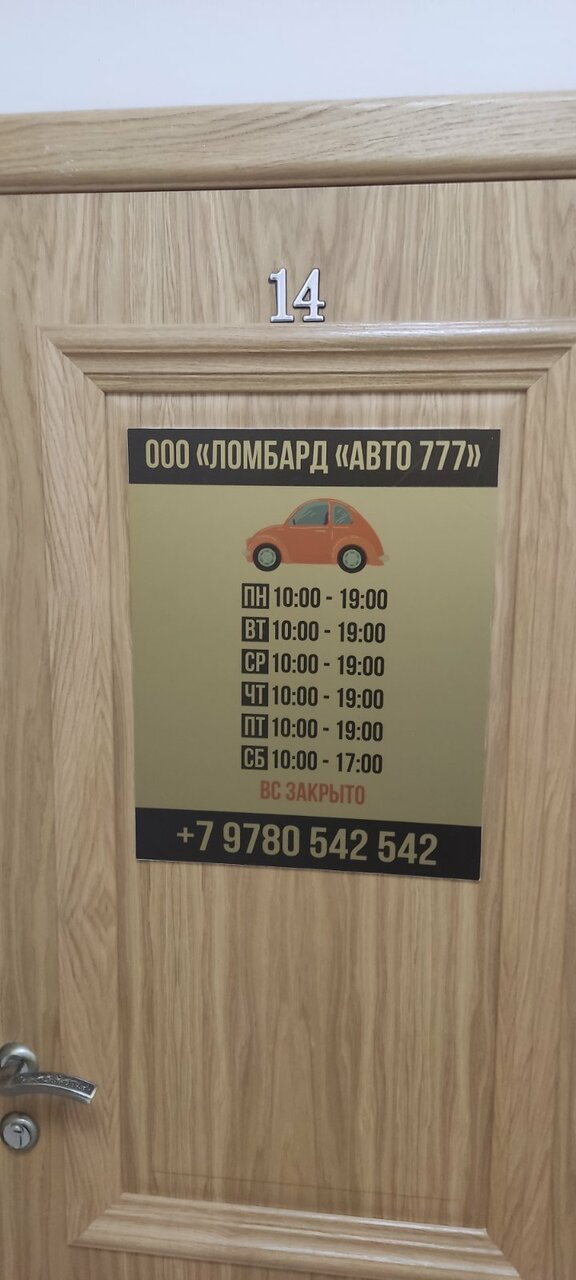 14
ООО «ЛОМБАРД «АВТО 777»
ПН 10:00 - 19:00
ВТ 10:00 - 19:00
СР 10:00 - 19:00
ЧТ 10:00 - 19:00
ПТ 10:00 - 19:00
СБ 10:00 - 17:00
ВС ЗАКРЫТО
+7 9780 542 542